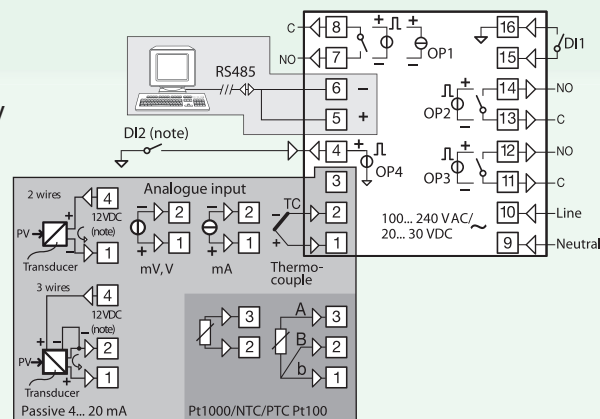 C 8 + + 16 DI1
NO 7 - - OP1 15
RS485
6 - 14 NO
5 + OP2 + - 13 C
DI2 (note)
4 + - OP4 12 NO
3 OP3 + - 11 C
2 wires Analogue input
4 TC 10 Line
+ 12VDC (note) - 2 - 2 - 2 100... 240 VAC/ 20... 30 VDC ~
PV - 1 + 1 + 1 + 1 9 Neutral
Transducer mV, V mA Thermo-couple
3 wires
4
12VDC
- - (note) 3 A 3
PV 2 2 B 2
+ + 1 b 1
Transducer
Passive 4... 20 mA Pt1000/NTC/PTC Pt100